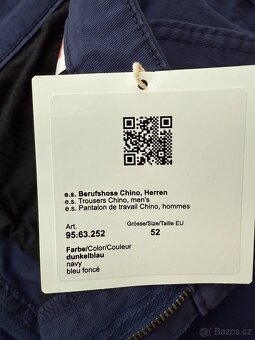 e.s. Berufshose Chino, Herren
e.s. Trousers Chino, men's
e.s. Pantalon de travail Chino, hommes
Art. Grösse/Size/Taille EU
95.63.252 52
Farbe/Color/Couleur
dunkelblau
navy
bleu foncé
Bazos.cz